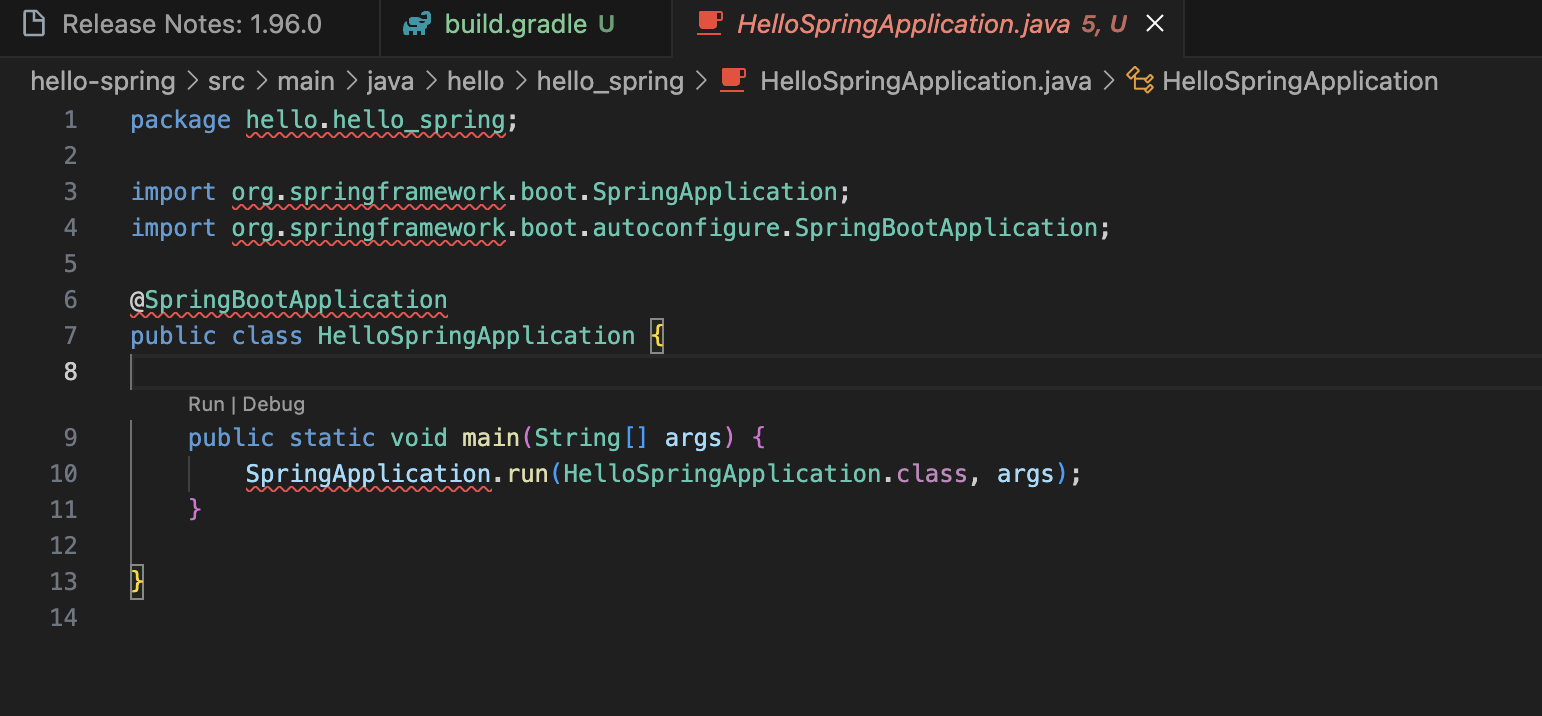 Release Notes: 1.96.0 build.gradle U HelloSpringApplication.java 5, U
hello-spring > src > main > java > hello > hello_spring > HelloSpringApplication.java > HelloSpringApplication
1 package hello.hello_spring;
2
3 import org.springframework.boot.SpringApplication;
4 import org.springframework.boot.autoconfigure.SpringBootApplication;
5
6 @SpringBootApplication
7 public class HelloSpringApplication {
8
Run | Debug
9 public static void main(String[] args) {
10 SpringApplication.run(HelloSpringApplication.class, args);
11 }
12
13 }
14